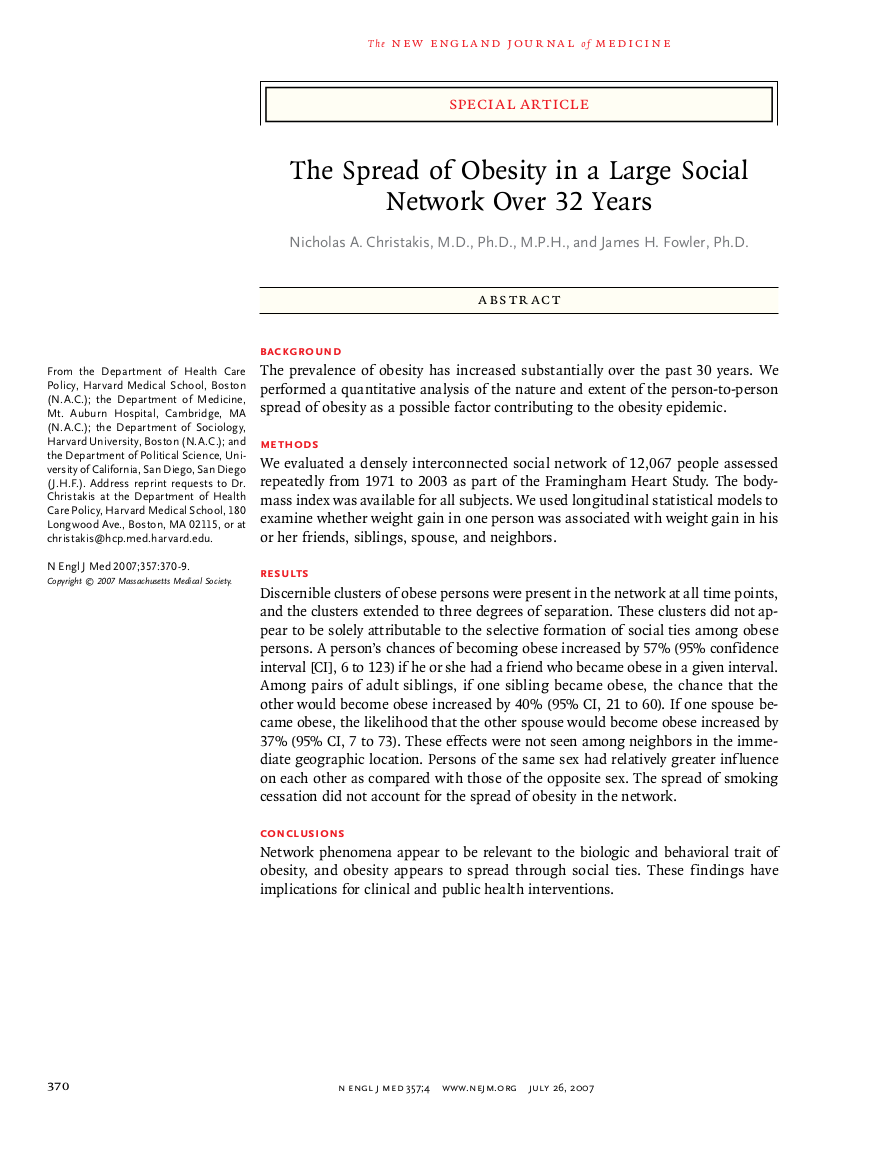 The NEW ENGLAND JOURNAL of MEDICINE
SPECIAL ARTICLE
The Spread of Obesity in a Large Social
Network Over 32 Years
Nicholas A. Christakis, M.D., Ph.D., M.P.H., and James H. Fowler, Ph.D.
ABSTRACT
From the Department of Health Care
Policy, Harvard Medical School, Boston
(N.A.C.); the Department of Medicine,
Mt. Auburn Hospital, Cambridge, MA
(N.A.C.); the Department of Sociology,
Harvard University, Boston (N.A.C.); and
the Department of Political Science, Uni-
versity of California, San Diego, San Diego
(J.H.F.). Address reprint requests to Dr.
Christakis at the Department of Health
Care Policy, Harvard Medical School, 180
Longwood Ave., Boston, MA 02115, or at
christakis@hcp.med.harvard.edu.
N Engl J Med 2007;357:370-9.
Copyright © 2007 Massachusetts Medical Society.
BACKGROUND
The prevalence of obesity has increased substantially over the past 30 years. We
performed a quantitative analysis of the nature and extent of the person-to-person
spread of obesity as a possible factor contributing to the obesity epidemic.
METHODS
We evaluated a densely interconnected social network of 12,067 people assessed
repeatedly from 1971 to 2003 as part of the Framingham Heart Study. The body-
mass index was available for all subjects. We used longitudinal statistical models to
examine whether weight gain in one person was associated with weight gain in his
or her friends, siblings, spouse, and neighbors.
RESULTS
Discernible clusters of obese persons were present in the network at all time points,
and the clusters extended to three degrees of separation. These clusters did not ap-
pear to be solely attributable to the selective formation of social ties among obese
persons. A person's chances of becoming obese increased by 57% (95% confidence
interval [CI], 6 to 123) if he or she had a friend who became obese in a given interval.
Among pairs of adult siblings, if one sibling became obese, the chance that the
other would become obese increased by 40% (95% CI, 21 to 60). If one spouse be-
came obese, the likelihood that the other spouse would become obese increased by
37% (95% CI, 7 to 73). These effects were not seen among neighbors in the imme-
diate geographic location. Persons of the same sex had relatively greater influence
on each other as compared with those of the opposite sex. The spread of smoking
cessation did not account for the spread of obesity in the network.
CONCLUSIONS
Network phenomena appear to be relevant to the biologic and behavioral trait of
obesity, and obesity appears to spread through social ties. These findings have
implications for clinical and public health interventions.
370
N ENGL J MED 357;4 WWW.NEJM.ORG JULY 26, 2007